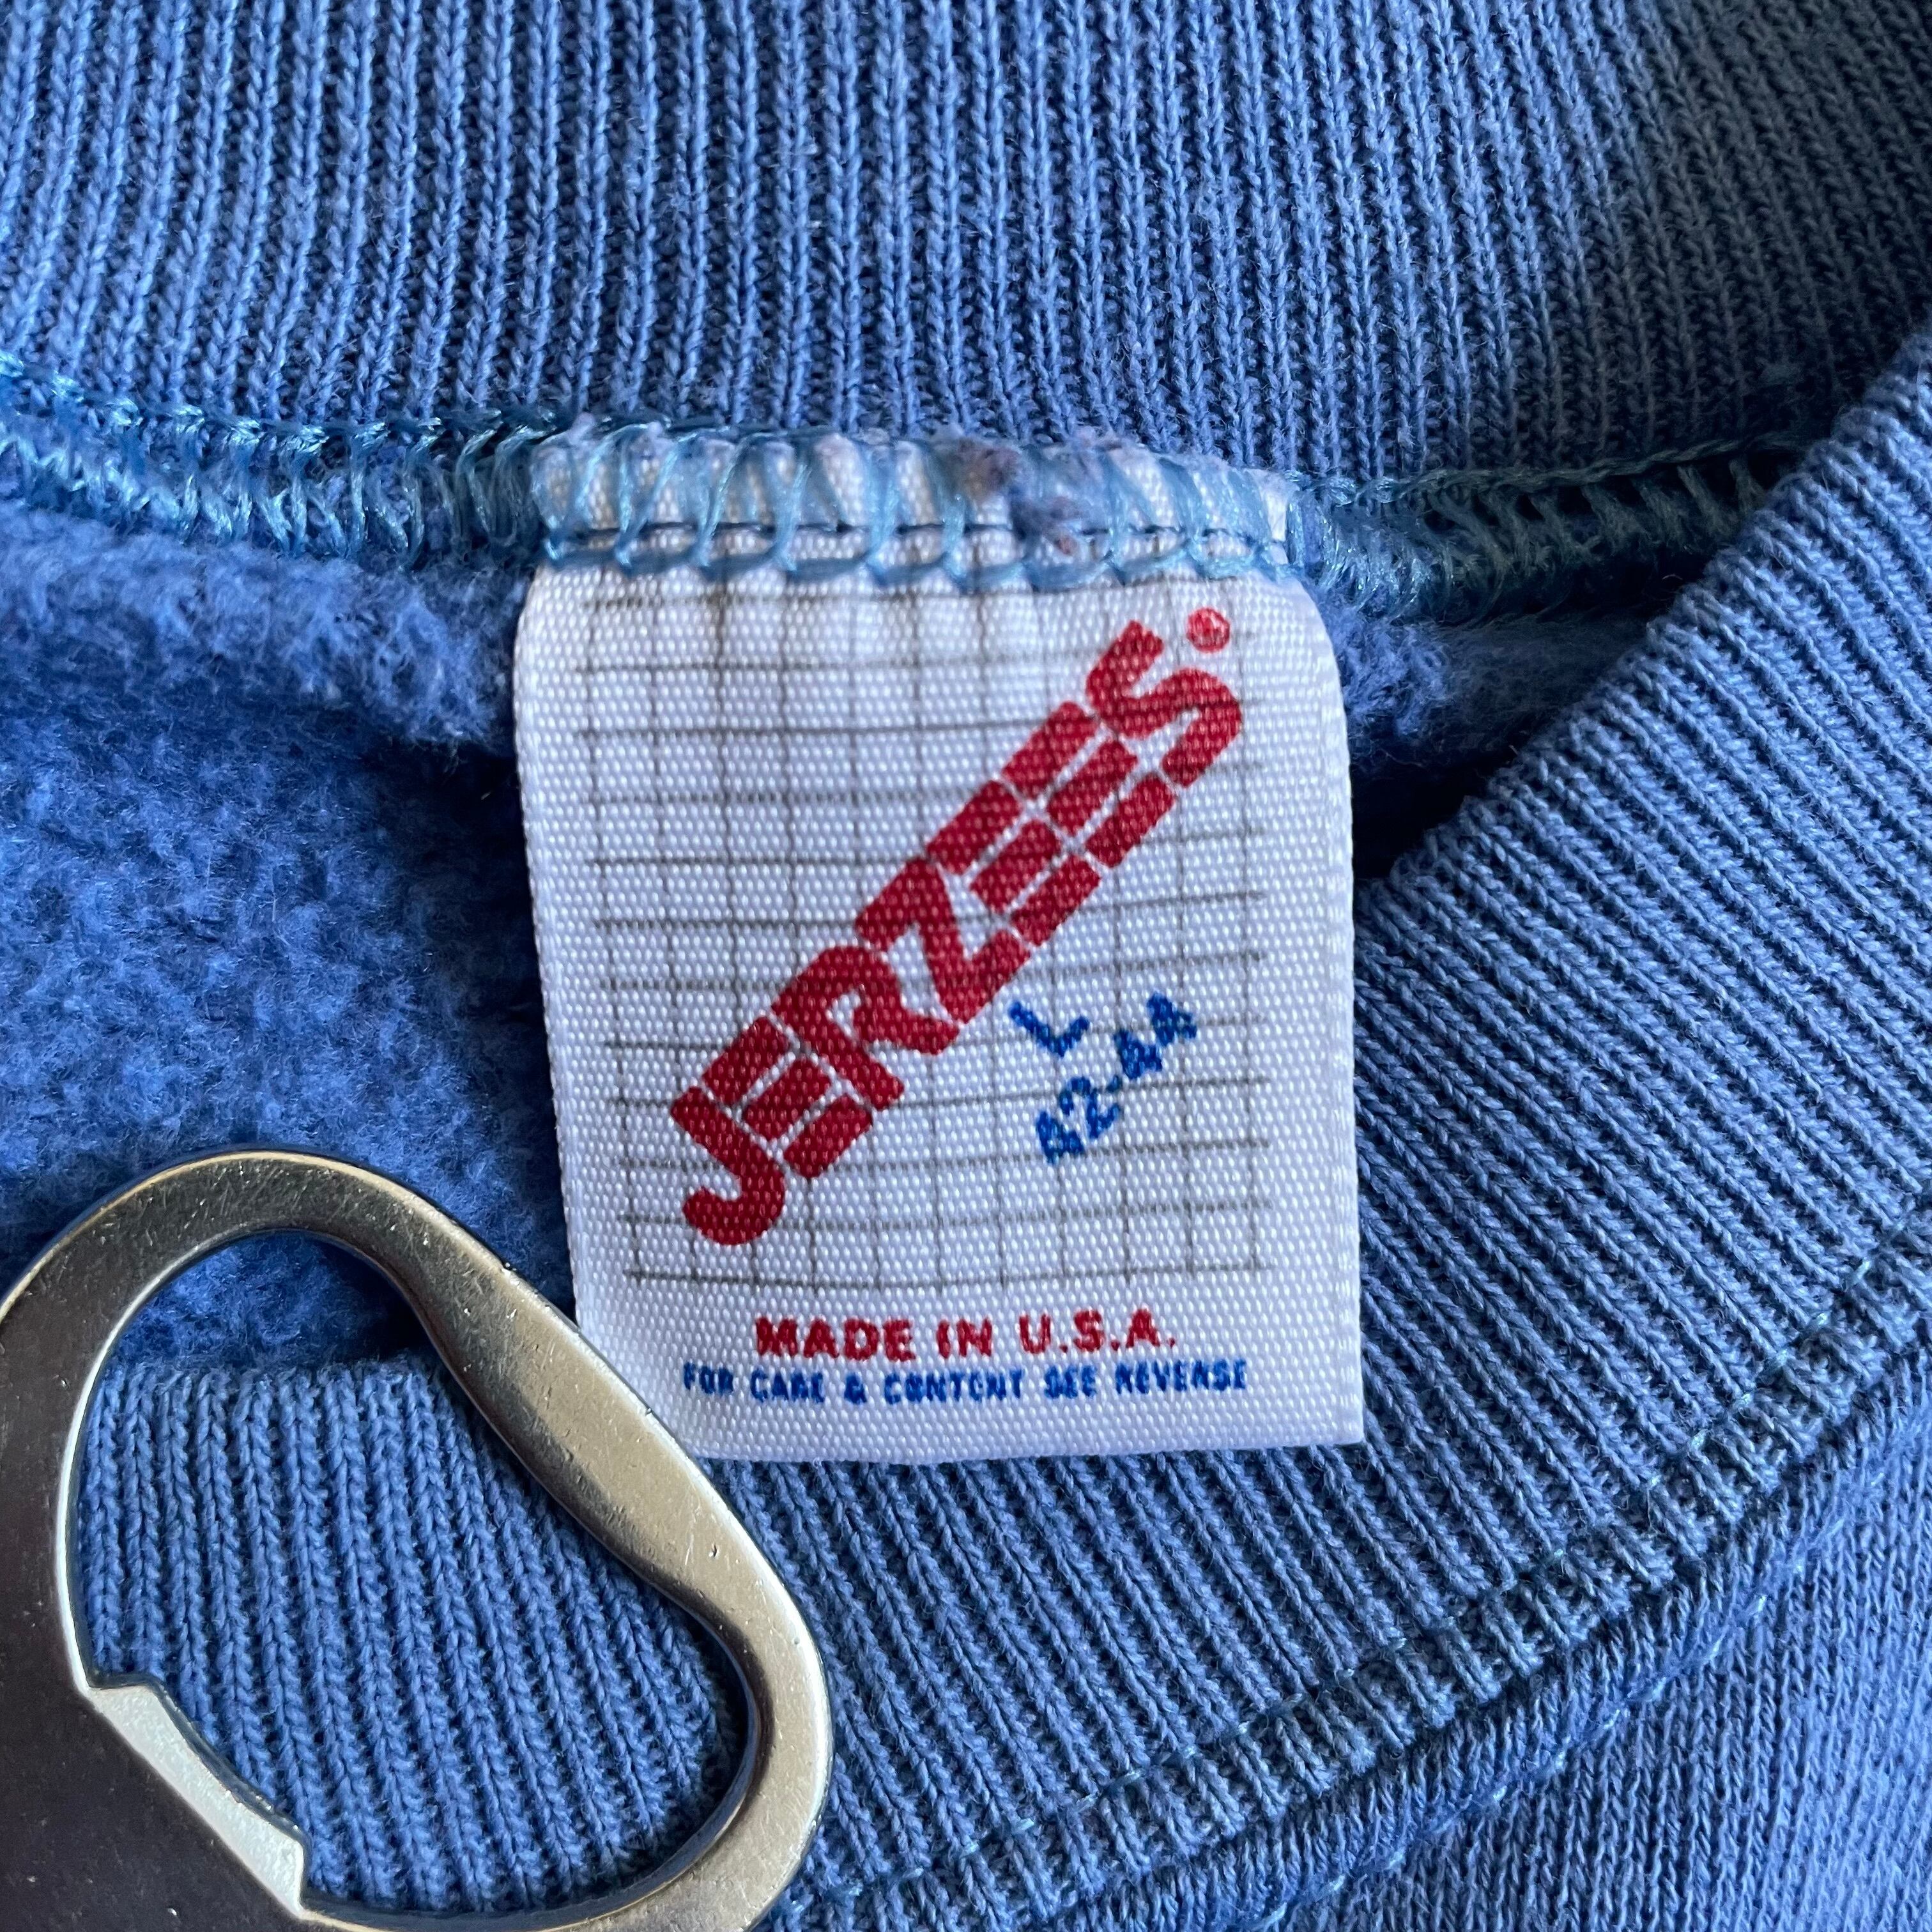 JERZEES®
L
42-44
MADE IN U.S.A.
FOR CARE & CONTENT SEE REVERSE